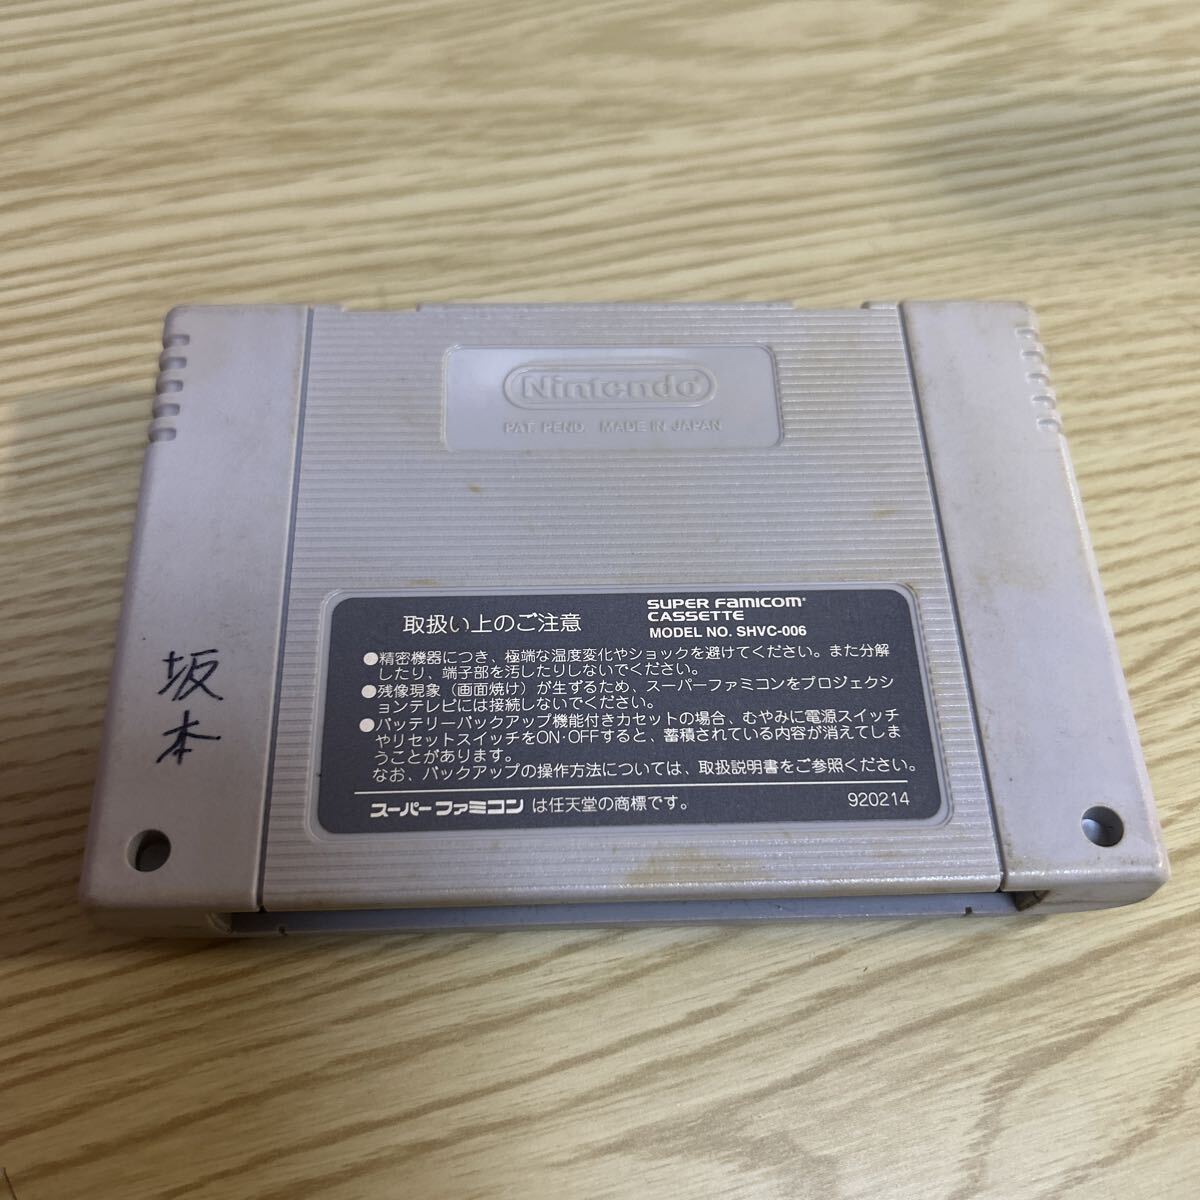 Nintendo
PAT. PEND. MADE IN JAPAN
取扱い上のご注意
SUPER FAMICOM
CASSETTE
MODEL NO. SHVC-006
●精密機器につき、極端な温度変化やショックを避けてください。また分解
したり、端子部を汚したりしないでください。
●残像現象（画面焼け）が生ずるため、スーパーファミコンをプロジェクシ
ョンテレビには接続しないでください。
●バッテリーバックアップ機能付きカセットの場合、むやみに電源スイッチ
やリセットスイッチをON・OFFすると、蓄積されている内容が消えてしま
うことがあります。
なお、バックアップの操作方法については、取扱説明書をご参照ください。
スーパーファミコン は任天堂の商標です。
920214
坂
本